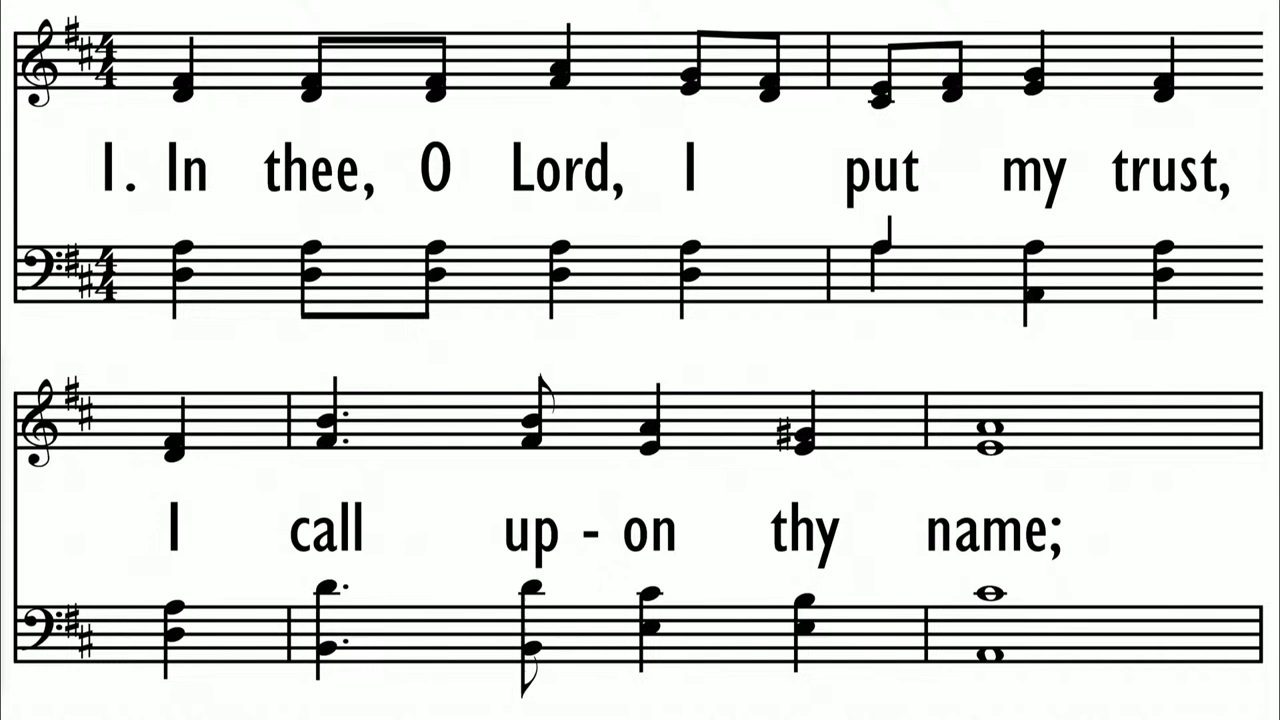 1. In thee, O Lord, I put my trust,
I call up - on thy name;